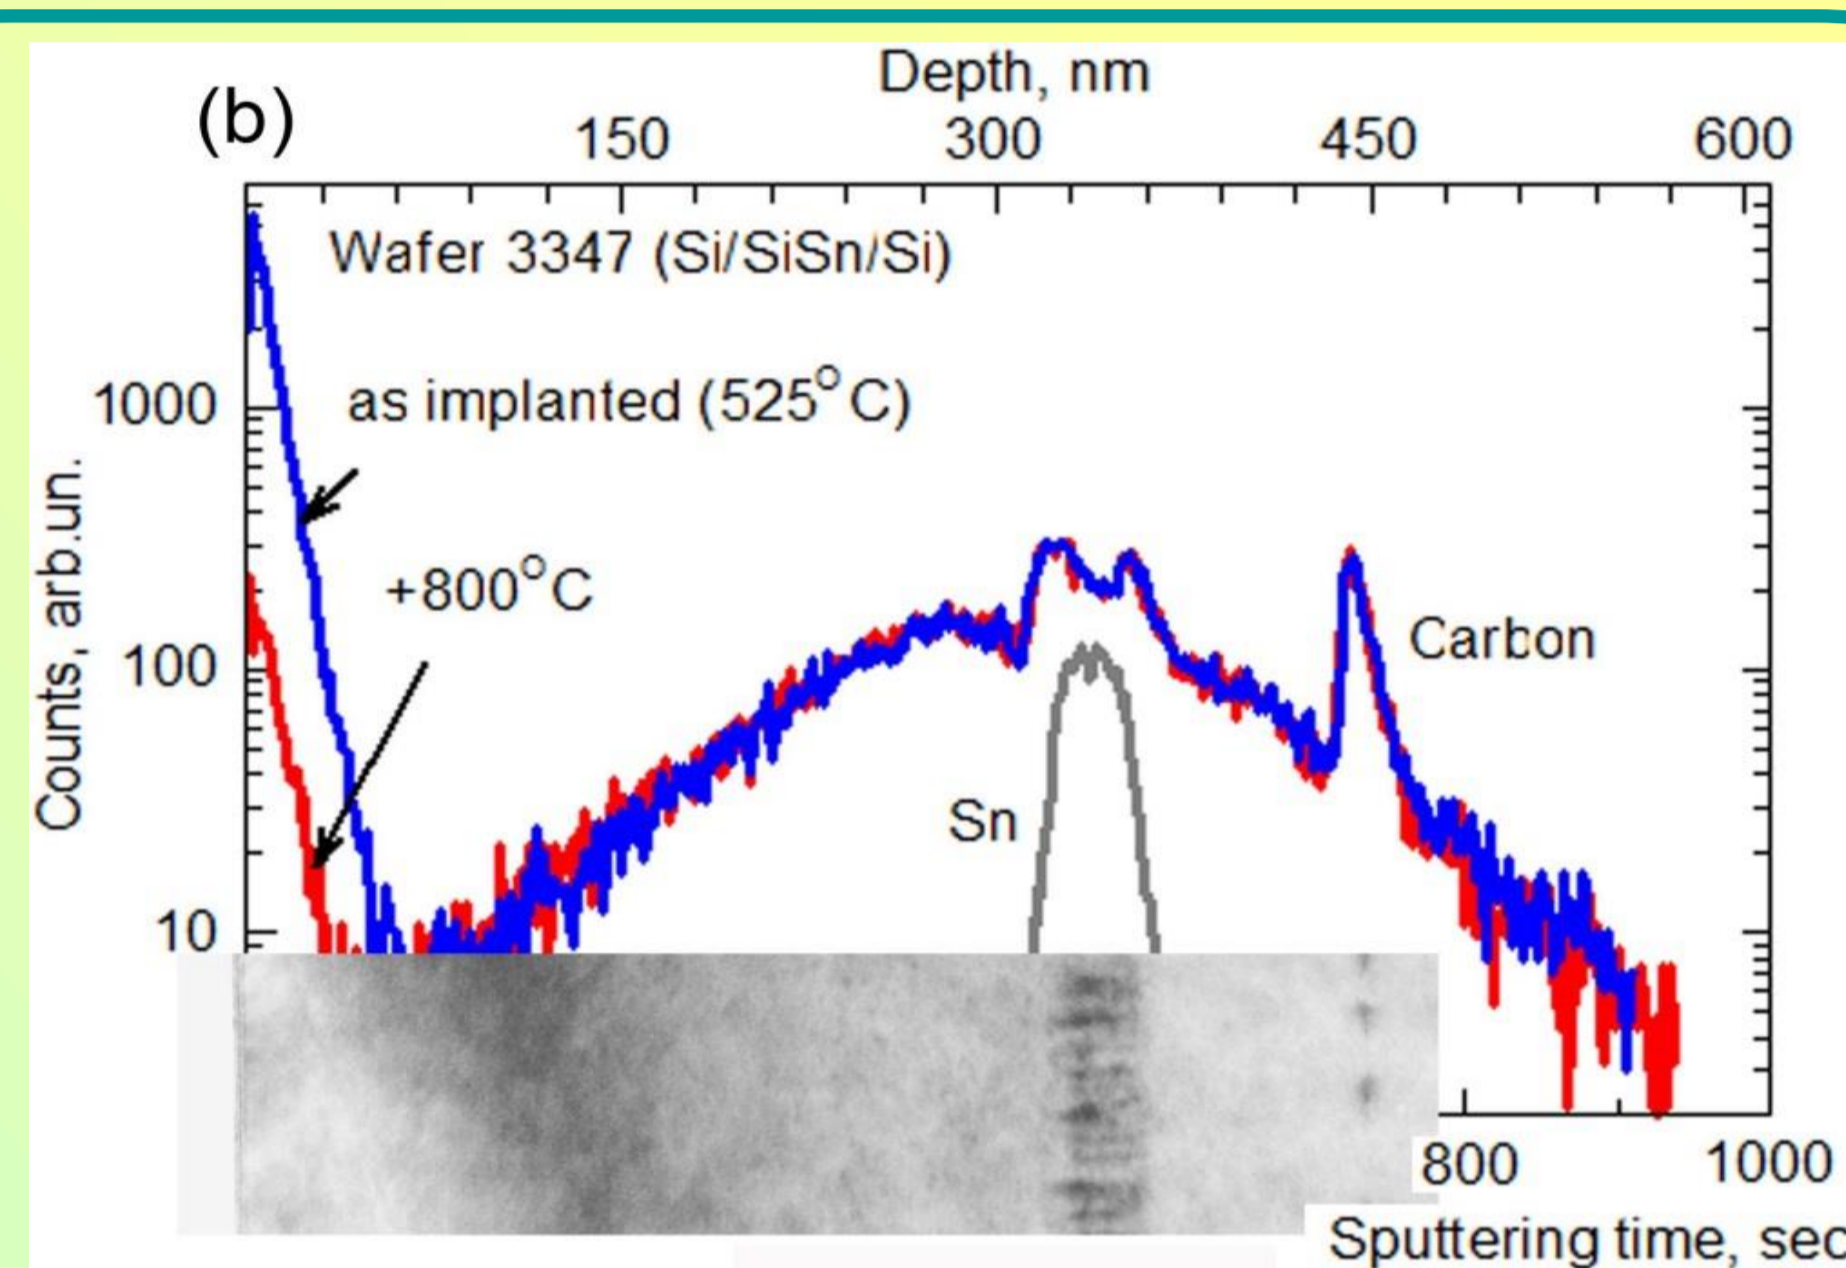 (b)
Depth, nm
150 300 450 600
Wafer 3347 (Si/SiSn/Si)
1000
as implanted (525°C)
+800°C
Counts, arb.un.
Carbon
100
Sn
10
800 1000
Sputtering time, sec